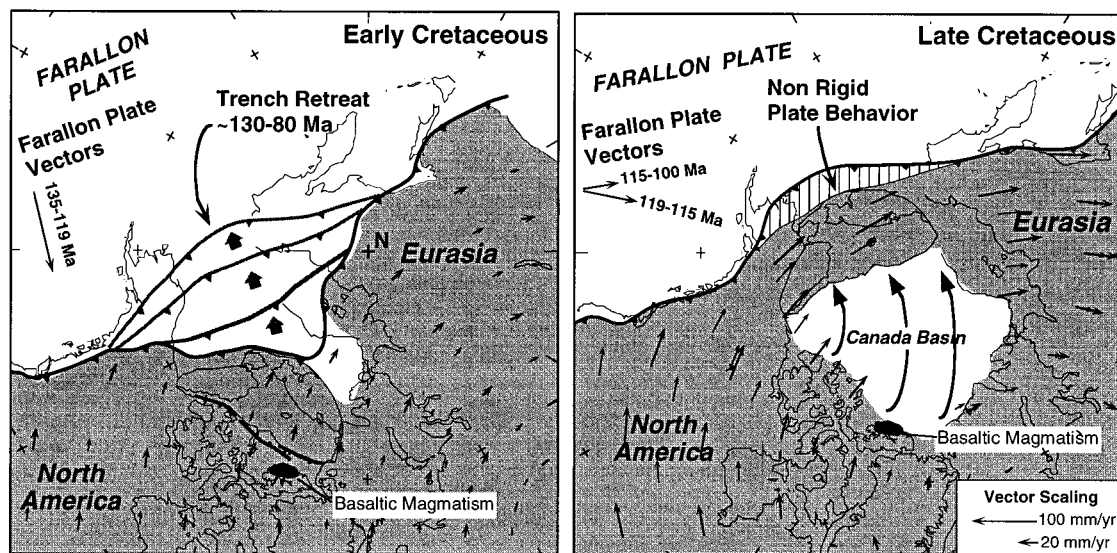 Early Cretaceous
FARALLON
PLATE
Trench Retreat
~130-80 Ma
Farallon Plate
Vectors
135-119 Ma
N
Eurasia
North
America
Basaltic Magmatism
Late Cretaceous
FARALLON PLATE
Non Rigid
Plate Behavior
Farallon Plate
Vectors
115-100 Ma
119-115 Ma
Eurasia
Canada Basin
North
America
Basaltic Magmatism
Vector Scaling
100 mm/yr
20 mm/yr